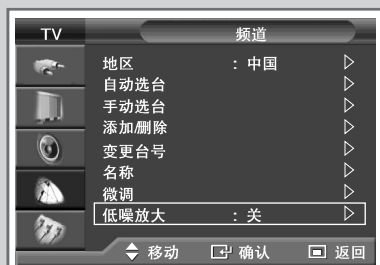 TV 频道
地区 : 中国
自动选台
手动选台
添加/删除
变更台号
名称
微调
低噪放大 : 关
移动 确认 返回